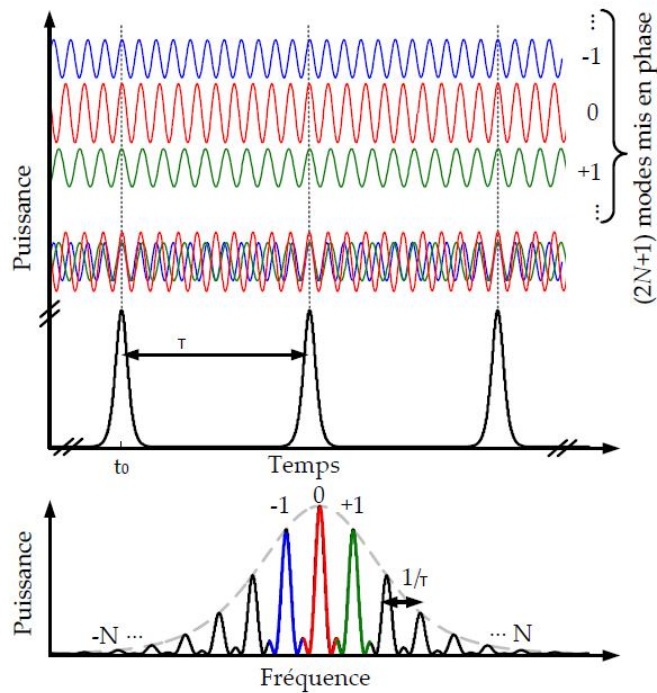 ...
-1
0
+1
...
(2N+1) modes mis en phase
Puissance
τ
t0
Temps
0
-1
+1
1/τ
-N ...
... N
Puissance
Fréquence